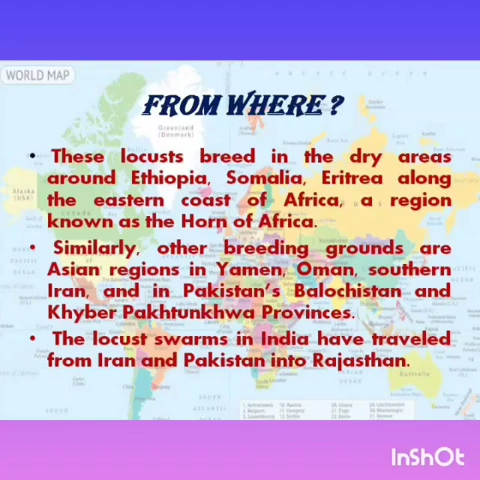 WORLD MAP
FROM WHERE ?
• These locusts breed in the dry areas
around Ethiopia, Somalia, Eritrea along
the eastern coast of Africa, a region
known as the Horn of Africa.
• Similarly, other breeding grounds are
Asian regions in Yamen, Oman, southern
Iran, and in Pakistan's Balochistan and
Khyber Pakhtunkhwa Provinces.
• The locust swarms in India have traveled
from Iran and Pakistan into Rajasthan.
Greenland
(Denmark)
Alaska
(USA)
Australia
InShOt